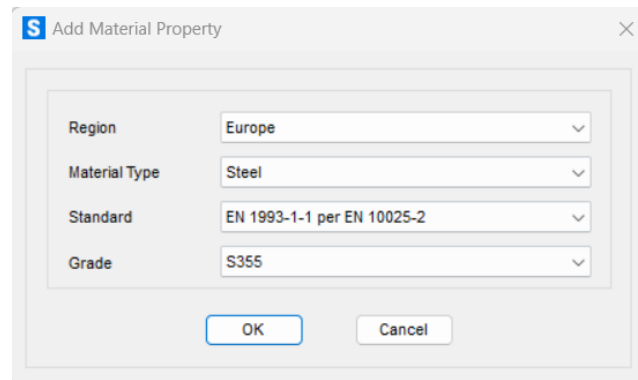 S Add Material Property
Region Europe
Material Type Steel
Standard EN 1993-1-1 per EN 10025-2
Grade S355
OK Cancel